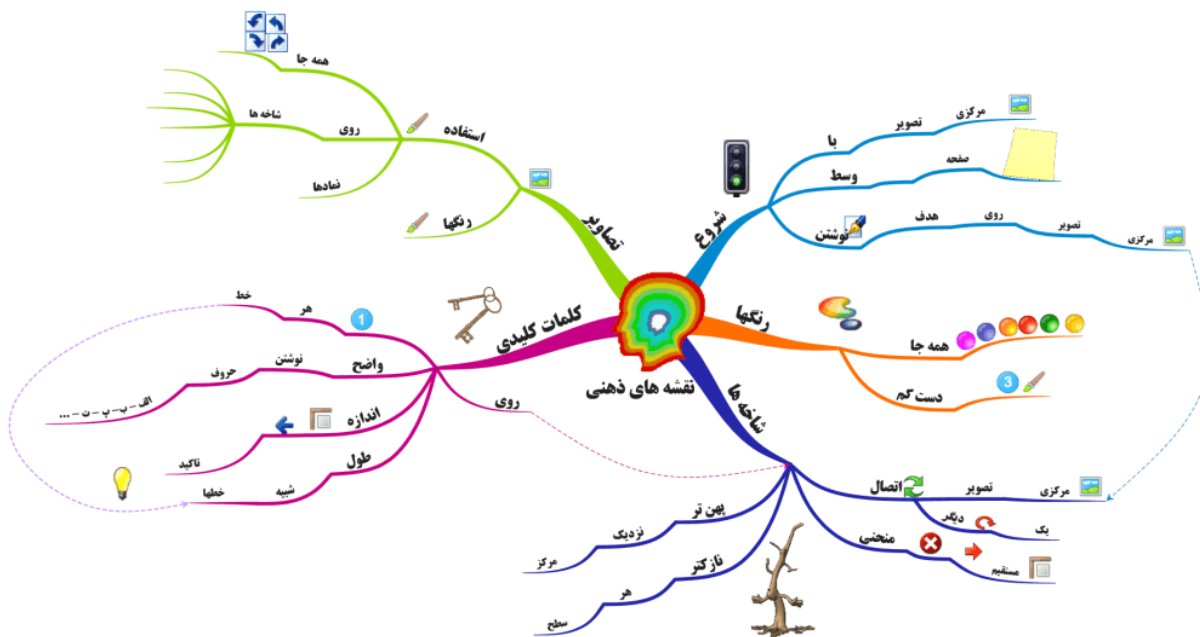 نقشه های ذهنی
شروع
با
تصویر
مرکزی
وسط
صفحه
نوشتن
هدف
روی
تصویر
مرکزی
رنگها
همه جا
دست کم
3
شاخه ها
اتصال
تصویر
مرکزی
دیگر
یک
منحنی
مستقیم
پهن تر
نزدیک
مرکز
نازکتر
هر
سطح
کلمات کلیدی
1
هر
خط
واضح
نوشتن
حروف
الف - ب - پ - ت - ...
اندازه
تاکید
طول
شبیه
خطها
روی
تصاویر
استفاده
همه جا
روی
شاخه ها
نمادها
رنگها